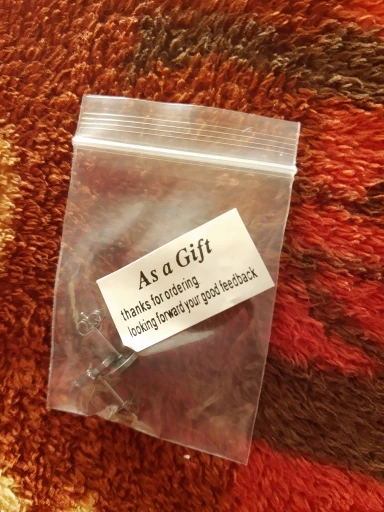 As a Gift
thanks for ordering
looking forward your good feedback